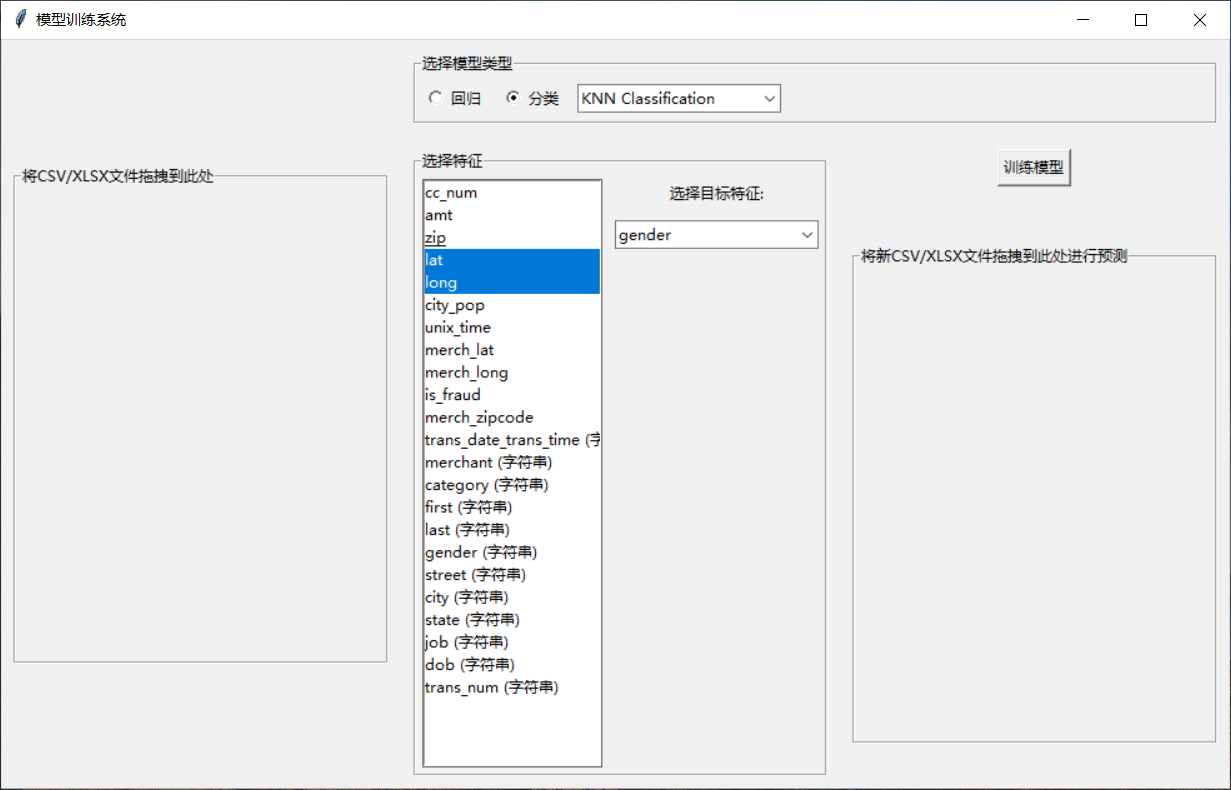 模型训练系统
选择模型类型
回归
分类
KNN Classification
将CSV/XLSX文件拖拽到此处
选择特征
cc_num
amt
zip
lat
long
city_pop
unix_time
merch_lat
merch_long
is_fraud
merch_zipcode
trans_date_trans_time (字
merchant (字符串)
category (字符串)
first (字符串)
last (字符串)
gender (字符串)
street (字符串)
city (字符串)
state (字符串)
job (字符串)
dob (字符串)
trans_num (字符串)
选择目标特征:
gender
训练模型
将新CSV/XLSX文件拖拽到此处进行预测